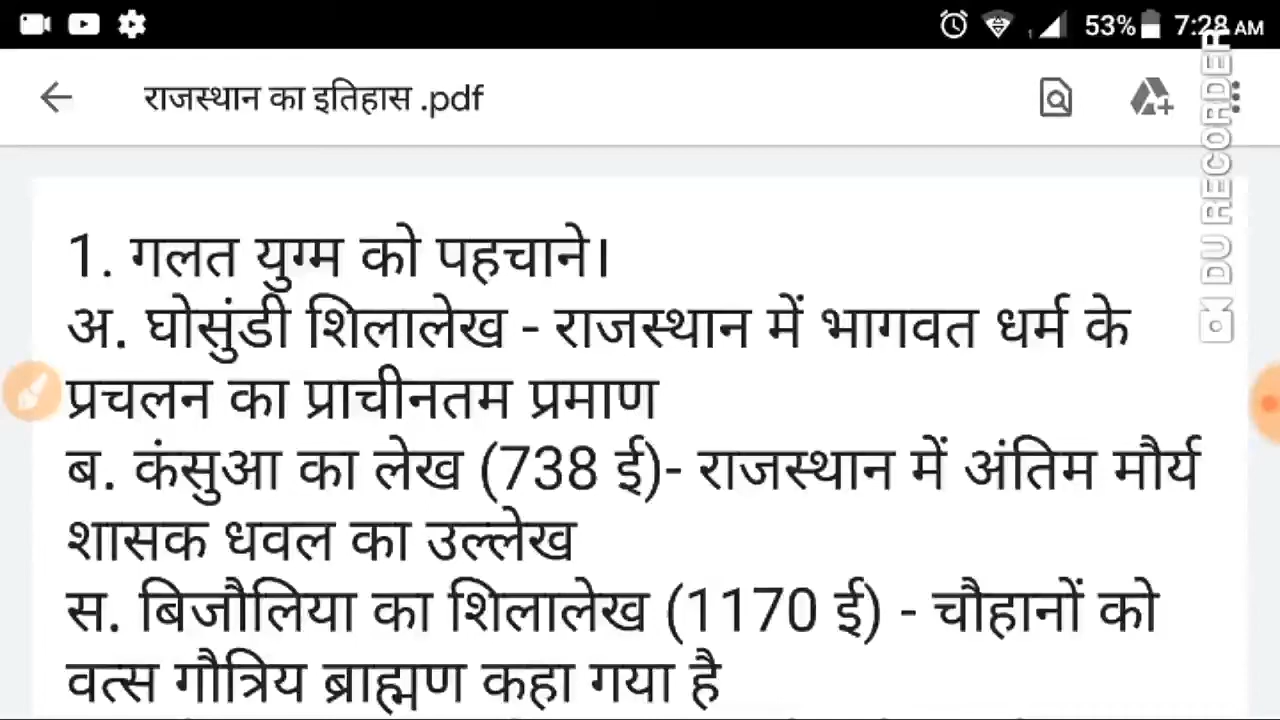 53% 7:28 AM
राजस्थान का इतिहास .pdf
DU RECORDER
1. गलत युग्म को पहचाने।
अ. घोसुंडी शिलालेख - राजस्थान में भागवत धर्म के
प्रचलन का प्राचीनतम प्रमाण
ब. कंसुआ का लेख (738 ई)- राजस्थान में अंतिम मौर्य
शासक धवल का उल्लेख
स. बिजौलिया का शिलालेख (1170 ई) - चौहानों को
वत्स गौत्रिय ब्राह्मण कहा गया है